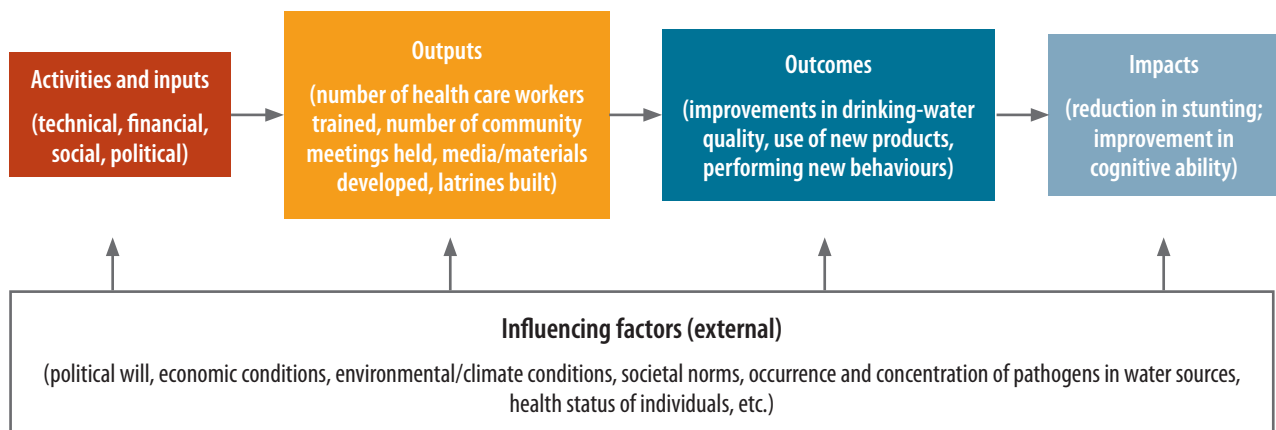 Activities and inputs
(technical, financial,
social, political)
Outputs
(number of health care workers
trained, number of community
meetings held, media/materials
developed, latrines built)
Outcomes
(improvements in drinking-water
quality, use of new products,
performing new behaviours)
Impacts
(reduction in stunting;
improvement in
cognitive ability)
Influencing factors (external)
(political will, economic conditions, environmental/climate conditions, societal norms, occurrence and concentration of pathogens in water sources,
health status of individuals, etc.)